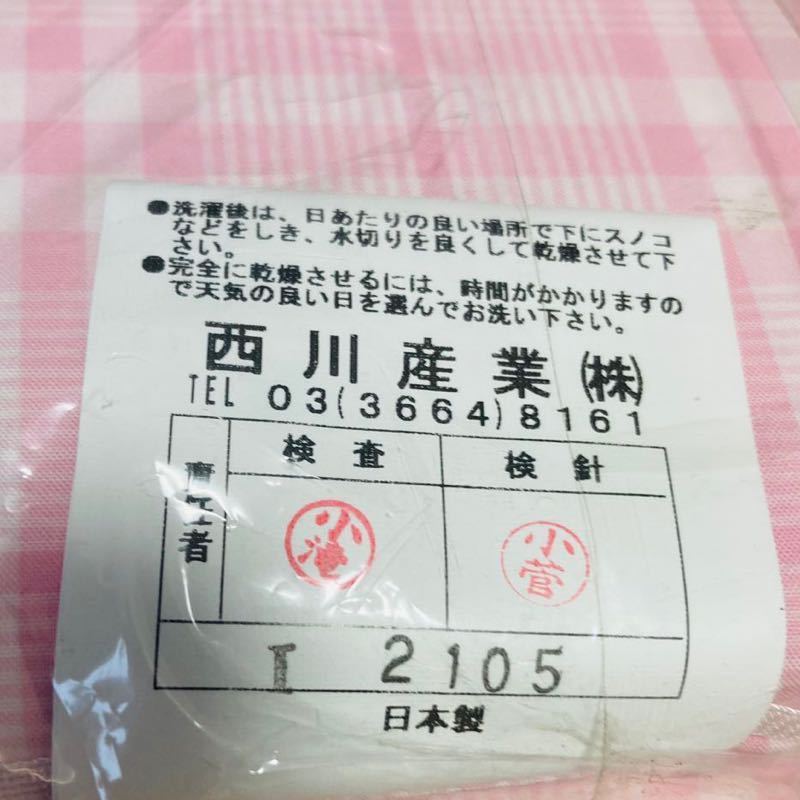 ●洗濯後は、日あたりの良い場所で下にスノコ
などをしき、水切りを良くして乾燥させて下
さい。
●完全に乾燥させるには、時間がかかりますの
で天気の良い日を選んでお洗い下さい。
西川産業㈱
TEL 03(3664)8161
検査 検針
責任者
小滝 小菅
I 2105
日本製